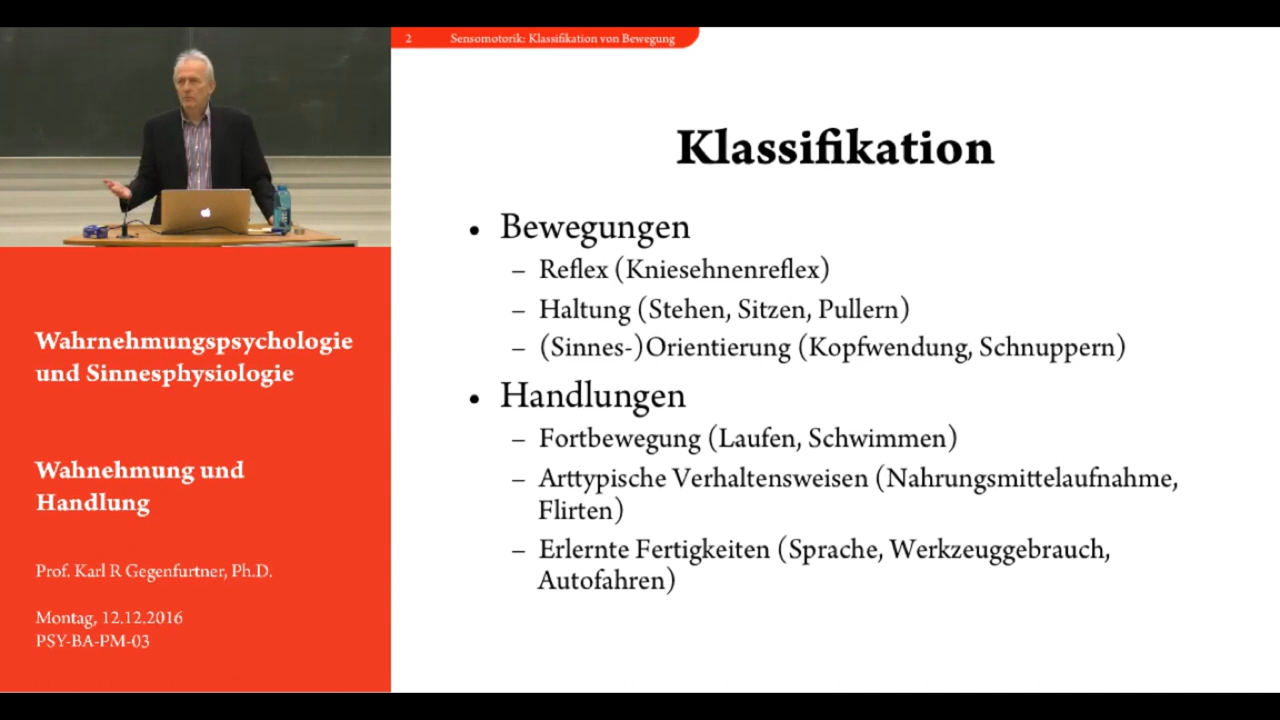 2 Sensomotorik: Klassifikation von Bewegung
Klassifikation
• Bewegungen
– Reflex (Kniesehnenreflex)
– Haltung (Stehen, Sitzen, Pullern)
– (Sinnes-)Orientierung (Kopfwendung, Schnuppern)
• Handlungen
– Fortbewegung (Laufen, Schwimmen)
– Arttypische Verhaltensweisen (Nahrungsmittelaufnahme,
Flirten)
– Erlernte Fertigkeiten (Sprache, Werkzeuggebrauch,
Autofahren)
Wahrnehmungspsychologie
und Sinnesphysiologie
Wahnehmung und
Handlung
Prof. Karl R Gegenfurtner, Ph.D.
Montag, 12.12.2016
PSY-BA-PM-03